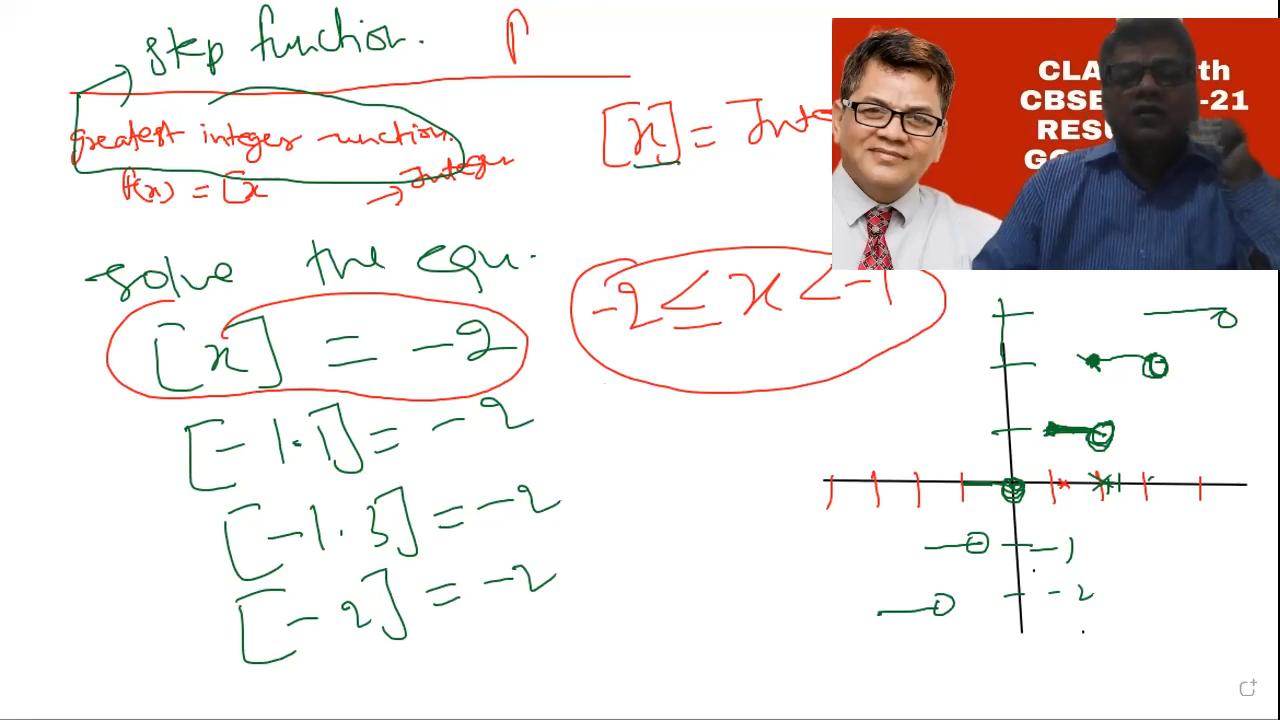 step function.
greatest integer function.
f(x) = [x
→ Integer
[x] = Inte
CLA th
CBSE -21
RESU
GO
solve the equ.
[x] = -2
-2 ≤ x < -1
[-1.1] = -2
[-1.3] = -2
[-2] = -2
-1
-2